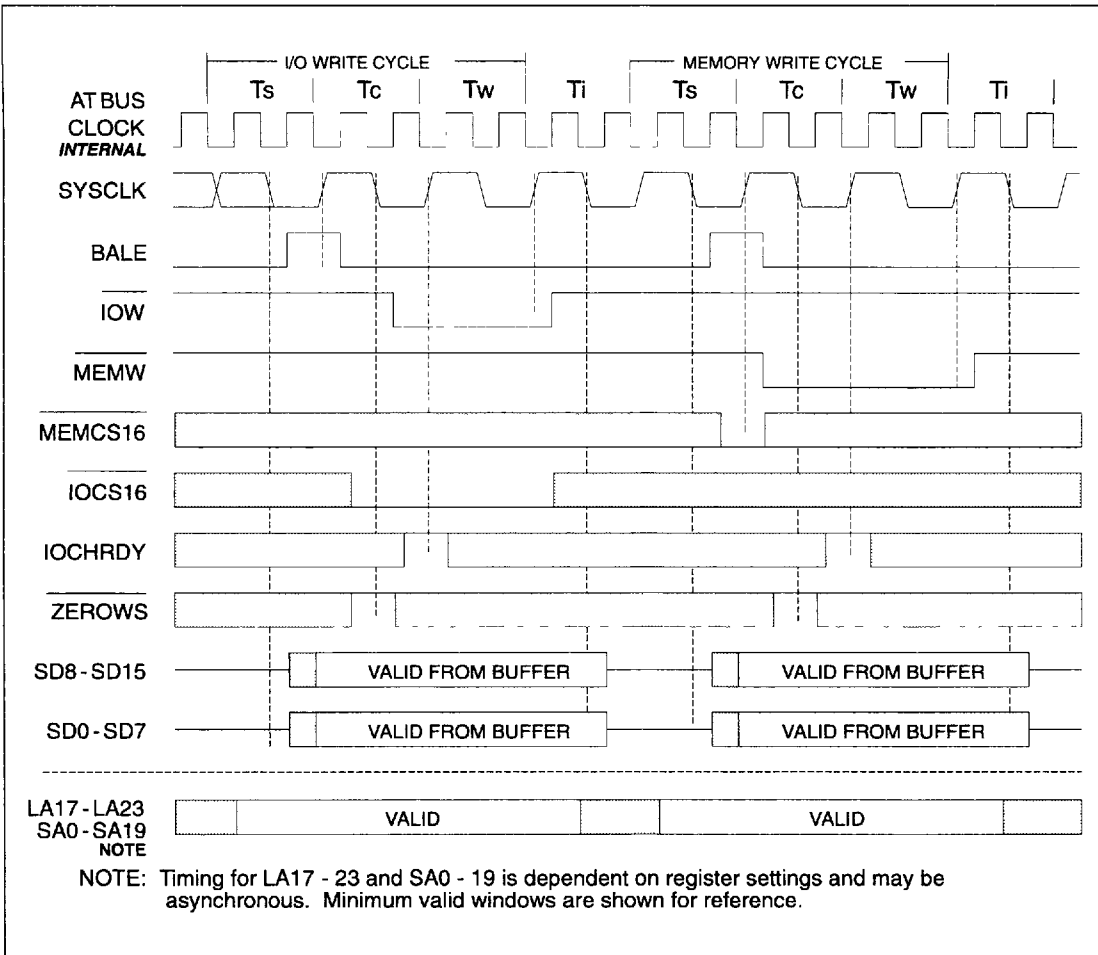 I/O WRITE CYCLE MEMORY WRITE CYCLE
Ts Tc Tw Ti Ts Tc Tw Ti
AT BUS
CLOCK
INTERNAL
SYSCLK
BALE
IOW
MEMW
MEMCS16
IOCS16
IOCHRDY
ZEROWS
SD8 - SD15 VALID FROM BUFFER VALID FROM BUFFER
SD0 - SD7 VALID FROM BUFFER VALID FROM BUFFER
LA17 - LA23
SA0 - SA19 VALID VALID
NOTE
NOTE: Timing for LA17 - 23 and SA0 - 19 is dependent on register settings and may be
asynchronous. Minimum valid windows are shown for reference.